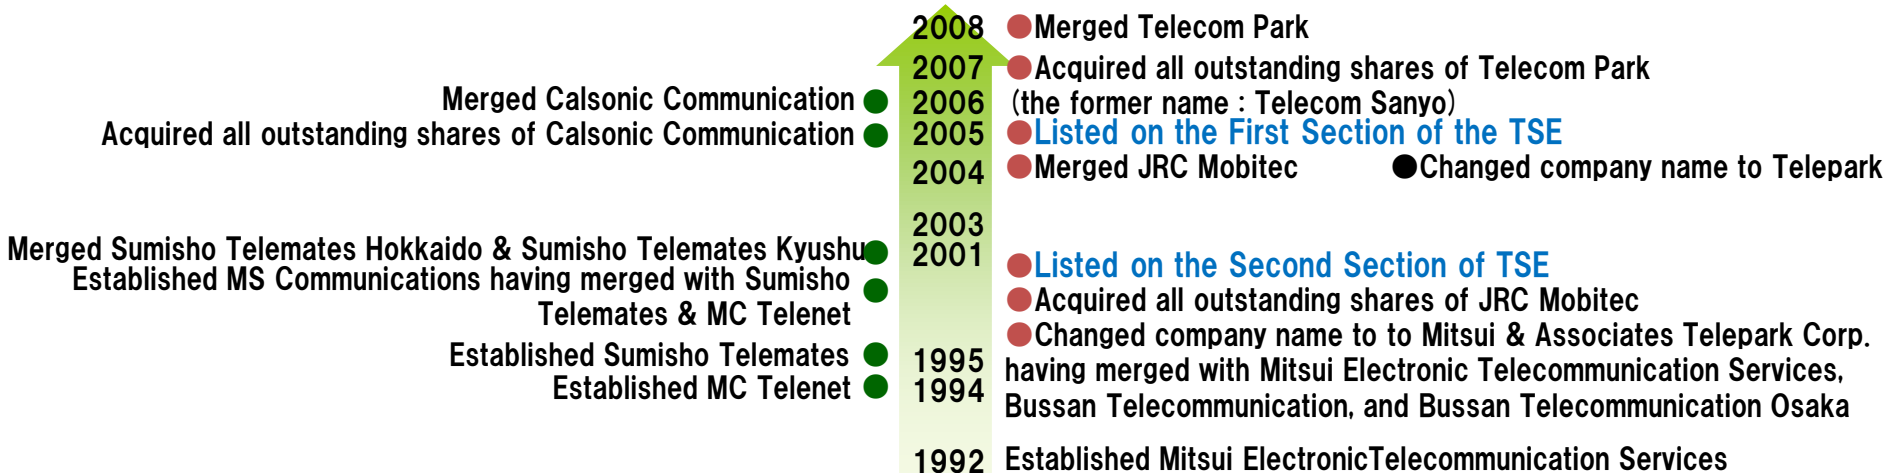 2008 ●Merged Telecom Park
2007 ●Acquired all outstanding shares of Telecom Park
Merged Calsonic Communication ● 2006 (the former name : Telecom Sanyo)
Acquired all outstanding shares of Calsonic Communication ● 2005 ●Listed on the First Section of the TSE
2004 ●Merged JRC Mobitec ●Changed company name to Telepark
2003
Merged Sumisho Telemates Hokkaido & Sumisho Telemates Kyushu● 2001 ●Listed on the Second Section of TSE
Established MS Communications having merged with Sumisho ●
Telemates & MC Telenet
●Acquired all outstanding shares of JRC Mobitec
●Changed company name to to Mitsui & Associates Telepark Corp.
Established Sumisho Telemates ● 1995 having merged with Mitsui Electronic Telecommunication Services,
Established MC Telenet ● 1994 Bussan Telecommunication, and Bussan Telecommunication Osaka
1992 Established Mitsui ElectronicTelecommunication Services